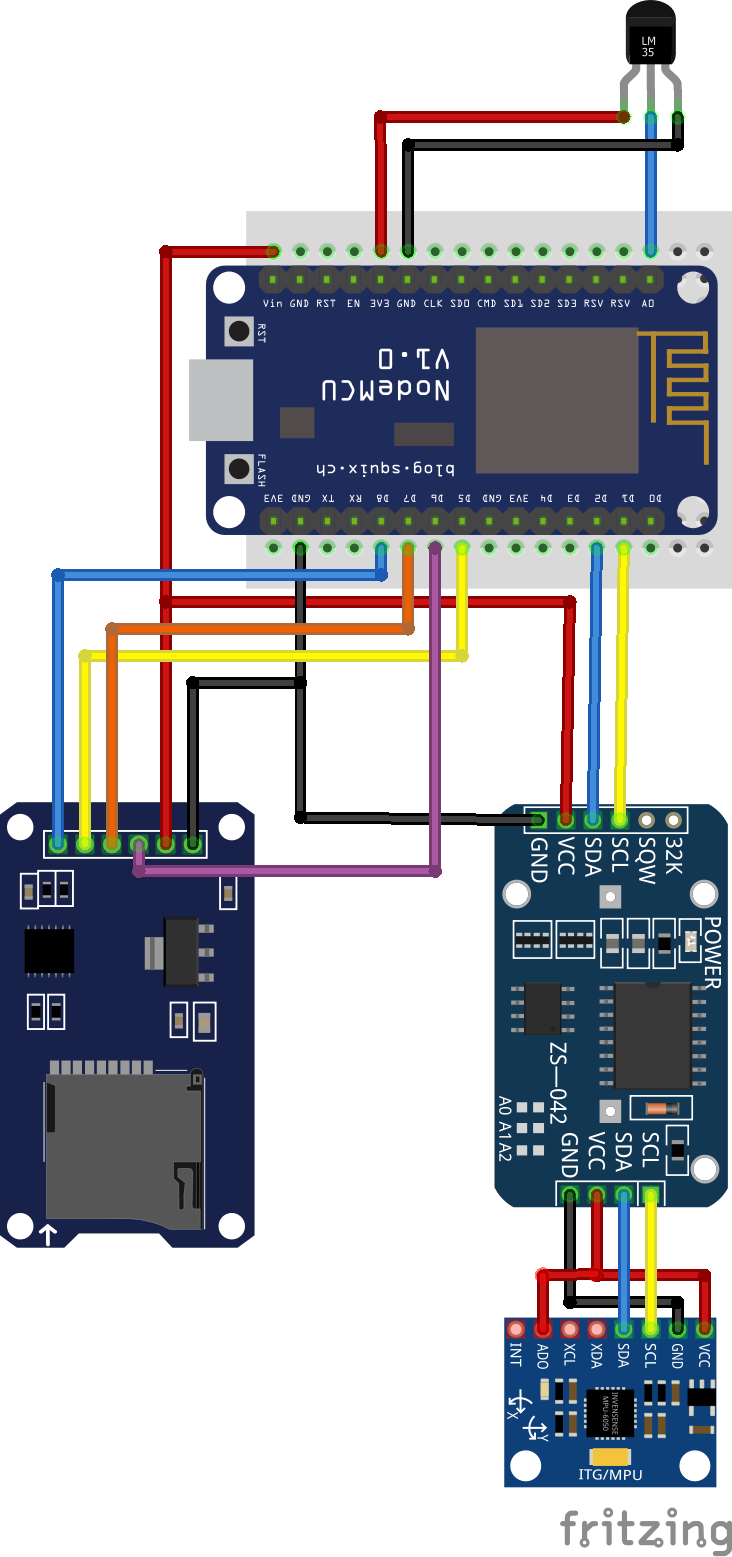 LM
35
Vin GND RST EN 3V3 GND CLK SD0 CMD SD1 SD2 SD3 RSV RSV A0
RST
NodeMCU
V1.0
FLASH
blog.squix.ch
3V3 GND TX RX D8 D7 D6 D5 GND 3V3 D4 D3 D2 D1 D0
GND VCC SDA SCL SQW 32K
POWER
ZS-042
A0 A1 A2
GND VCC SDA SCL
INT ADO XCL XDA SDA SCL GND VCC
INVENSENSE
MPU-6050
X
Y
ITG/MPU
fritzing